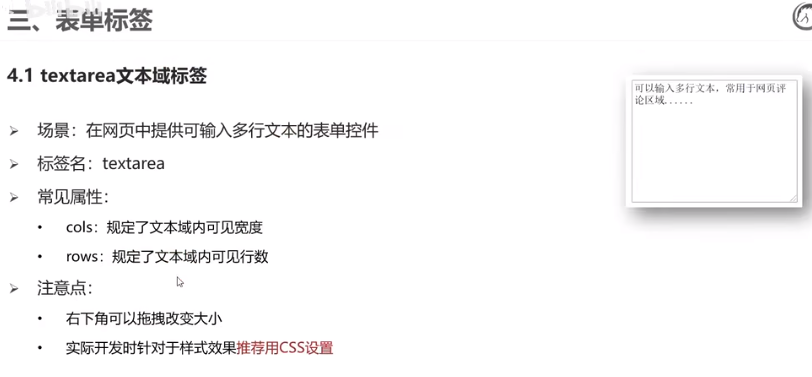 三、表单标签
4.1 textarea文本域标签
可以输入多行文本，常用于网页评
论区域......
➢ 场景：在网页中提供可输入多行文本的表单控件
➢ 标签名：textarea
➢ 常见属性：
• cols：规定了文本域内可见宽度
• rows：规定了文本域内可见行数
➢ 注意点：
• 右下角可以拖拽改变大小
• 实际开发时针对于样式效果推荐用CSS设置